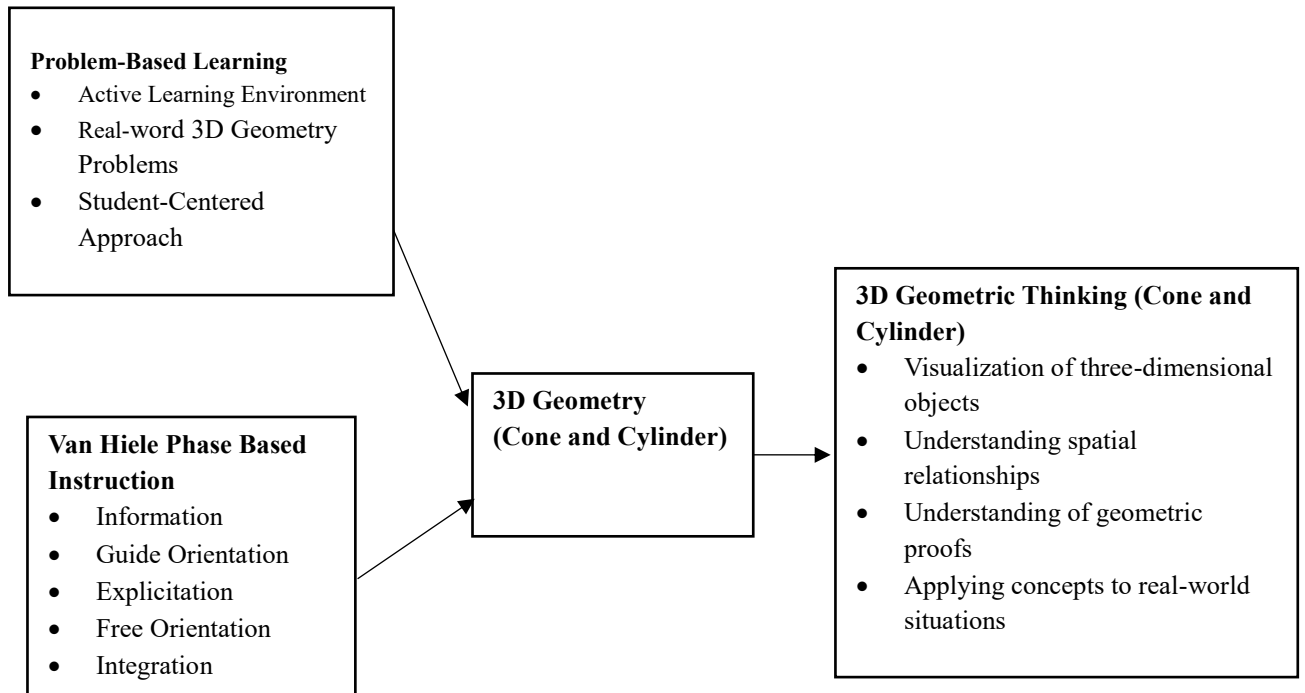 Problem-Based Learning
• Active Learning Environment
• Real-word 3D Geometry
Problems
• Student-Centered
Approach
Van Hiele Phase Based
Instruction
• Information
• Guide Orientation
• Explicitation
• Free Orientation
• Integration
3D Geometry
(Cone and Cylinder)
3D Geometric Thinking (Cone and
Cylinder)
• Visualization of three-dimensional
objects
• Understanding spatial
relationships
• Understanding of geometric
proofs
• Applying concepts to real-world
situations